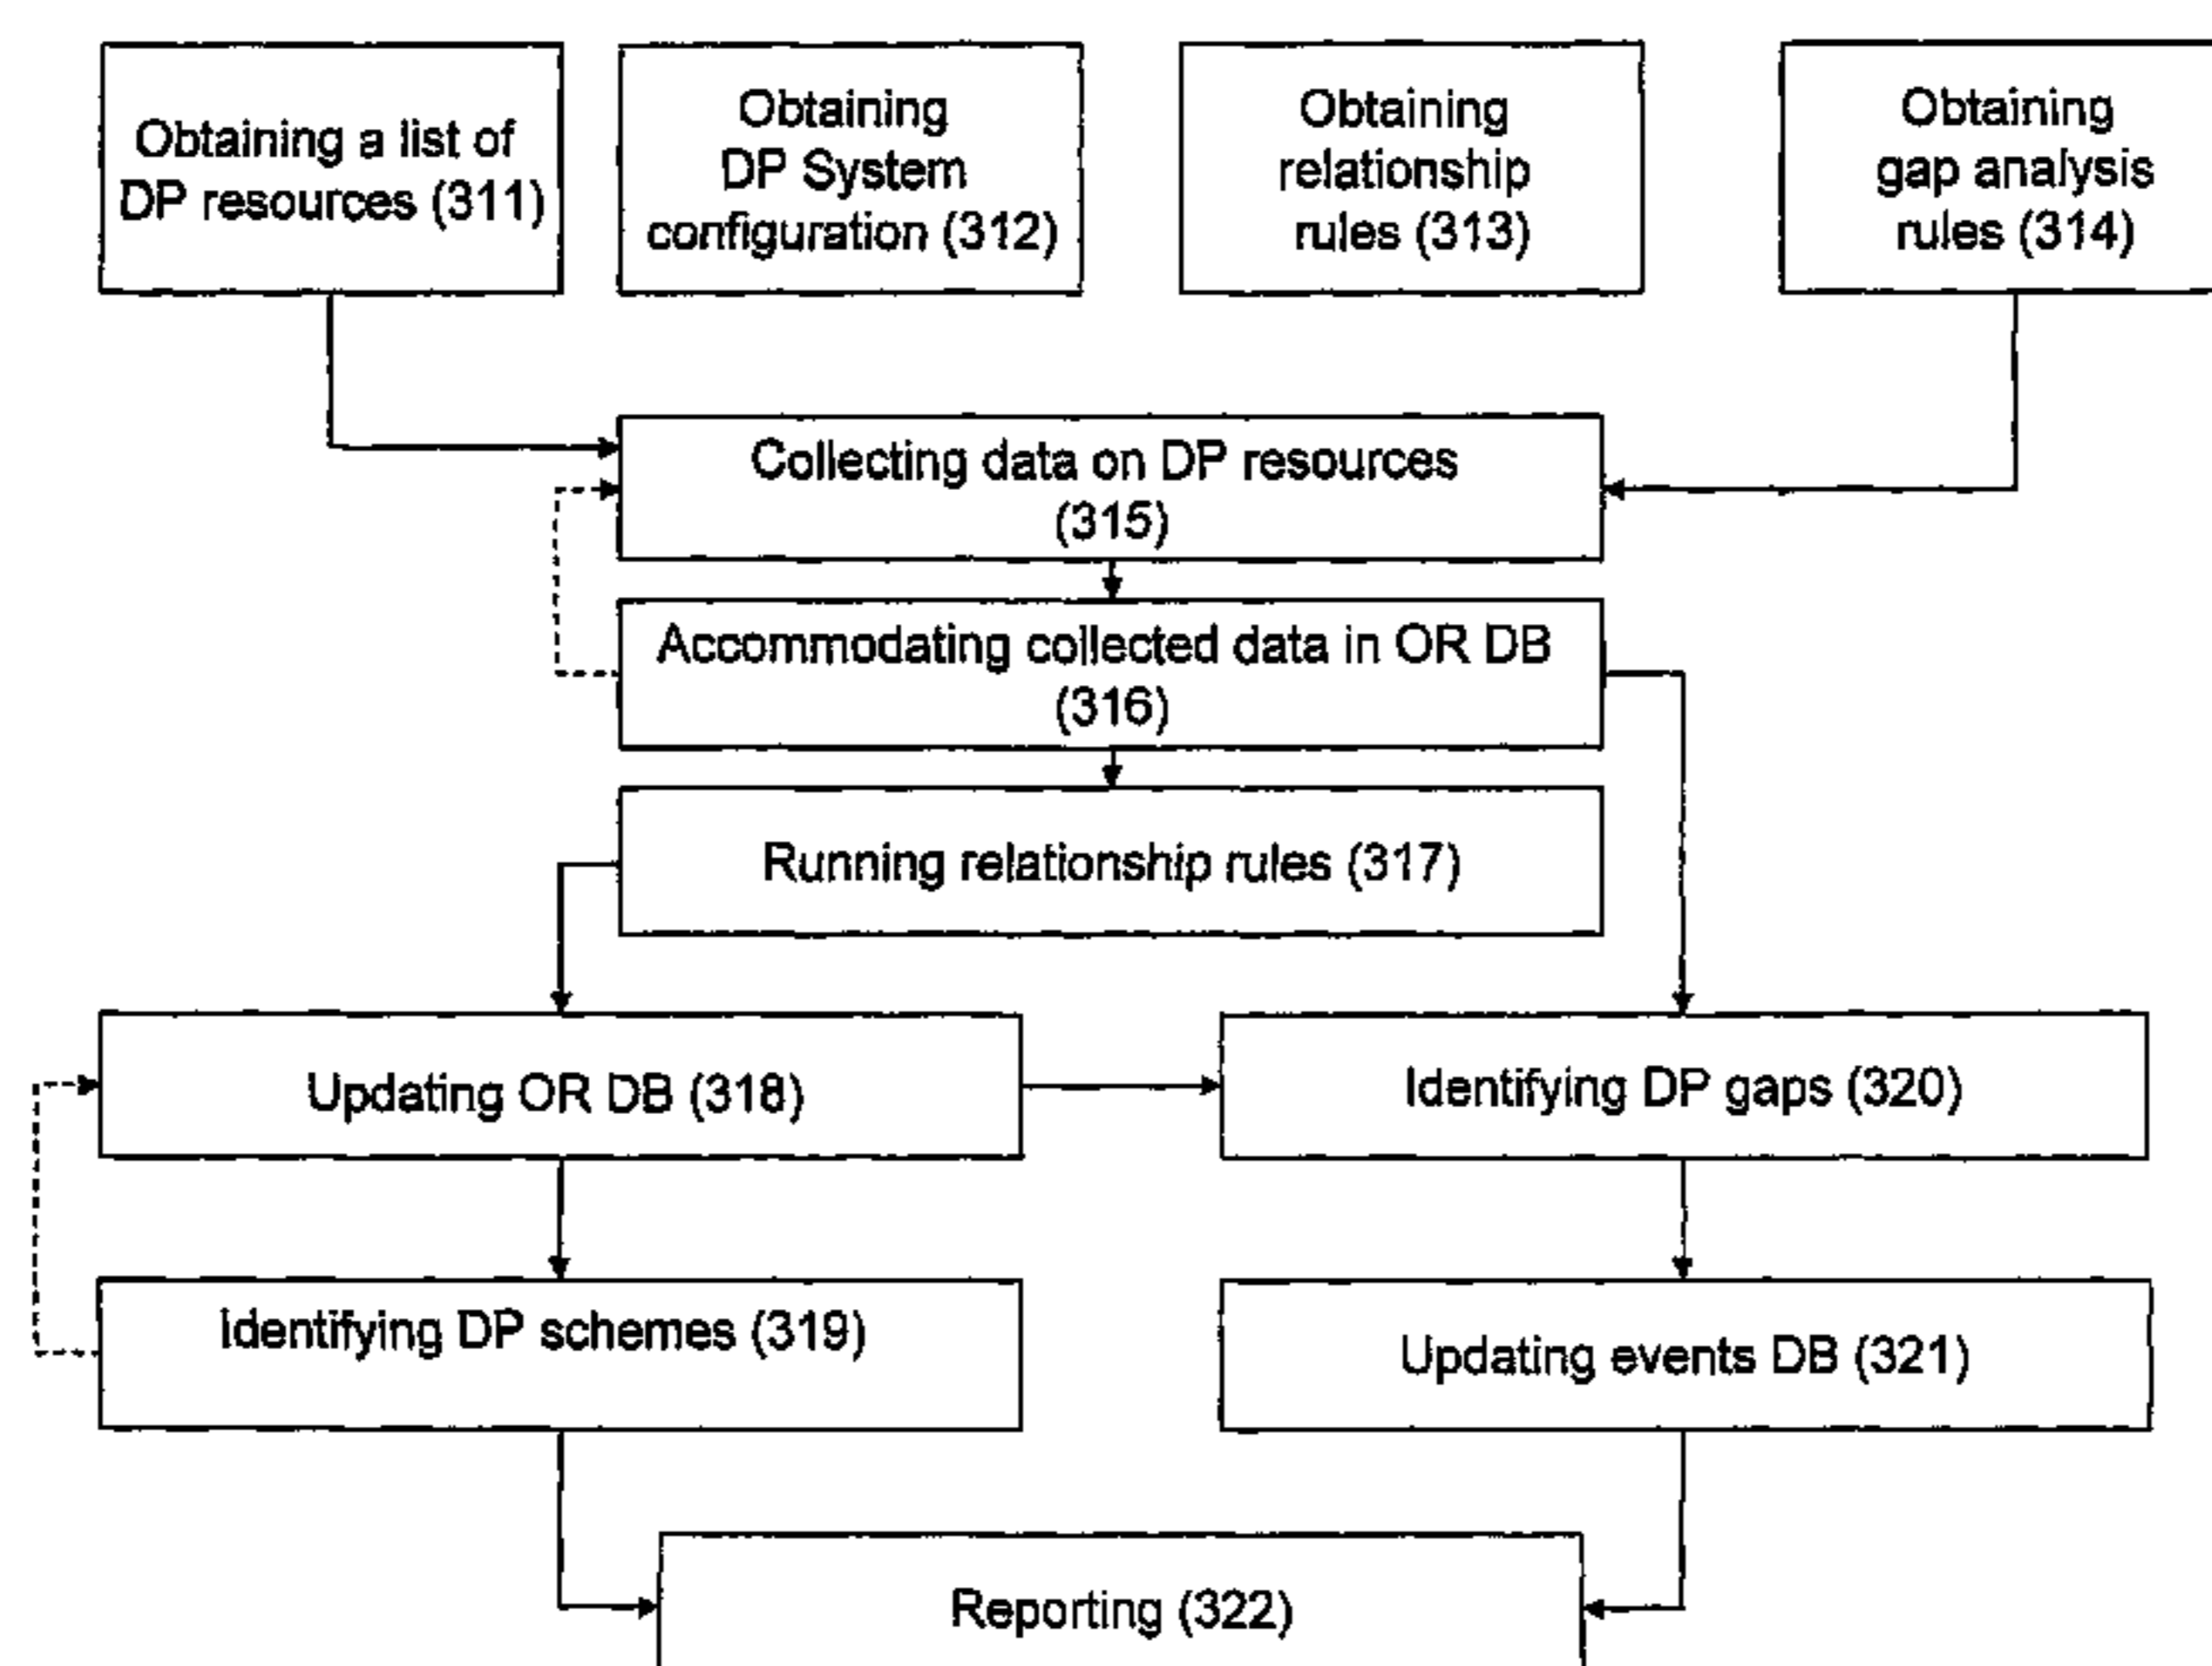 Obtaining a list of
DP resources (311)
Obtaining
DP System
configuration (312)
Obtaining
relationship
rules (313)
Obtaining
gap analysis
rules (314)
Collecting data on DP resources
(315)
Accommodating collected data in OR DB
(316)
Running relationship rules (317)
Updating OR DB (318)
Identifying DP gaps (320)
Identifying DP schemes (319)
Updating events DB (321)
Reporting (322)